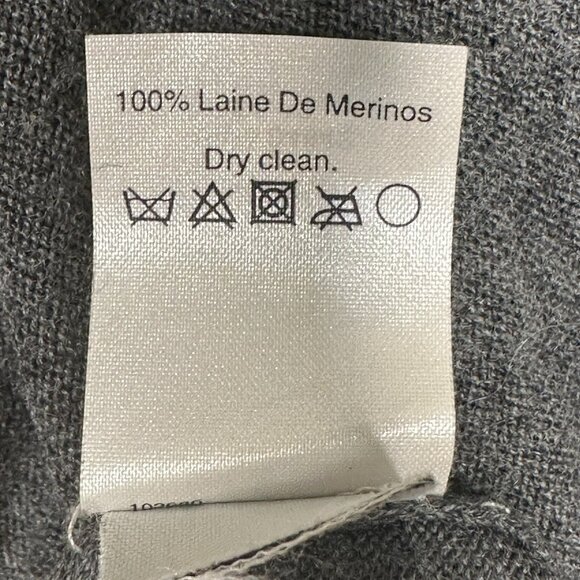 100% Laine De Merinos
Dry clean.